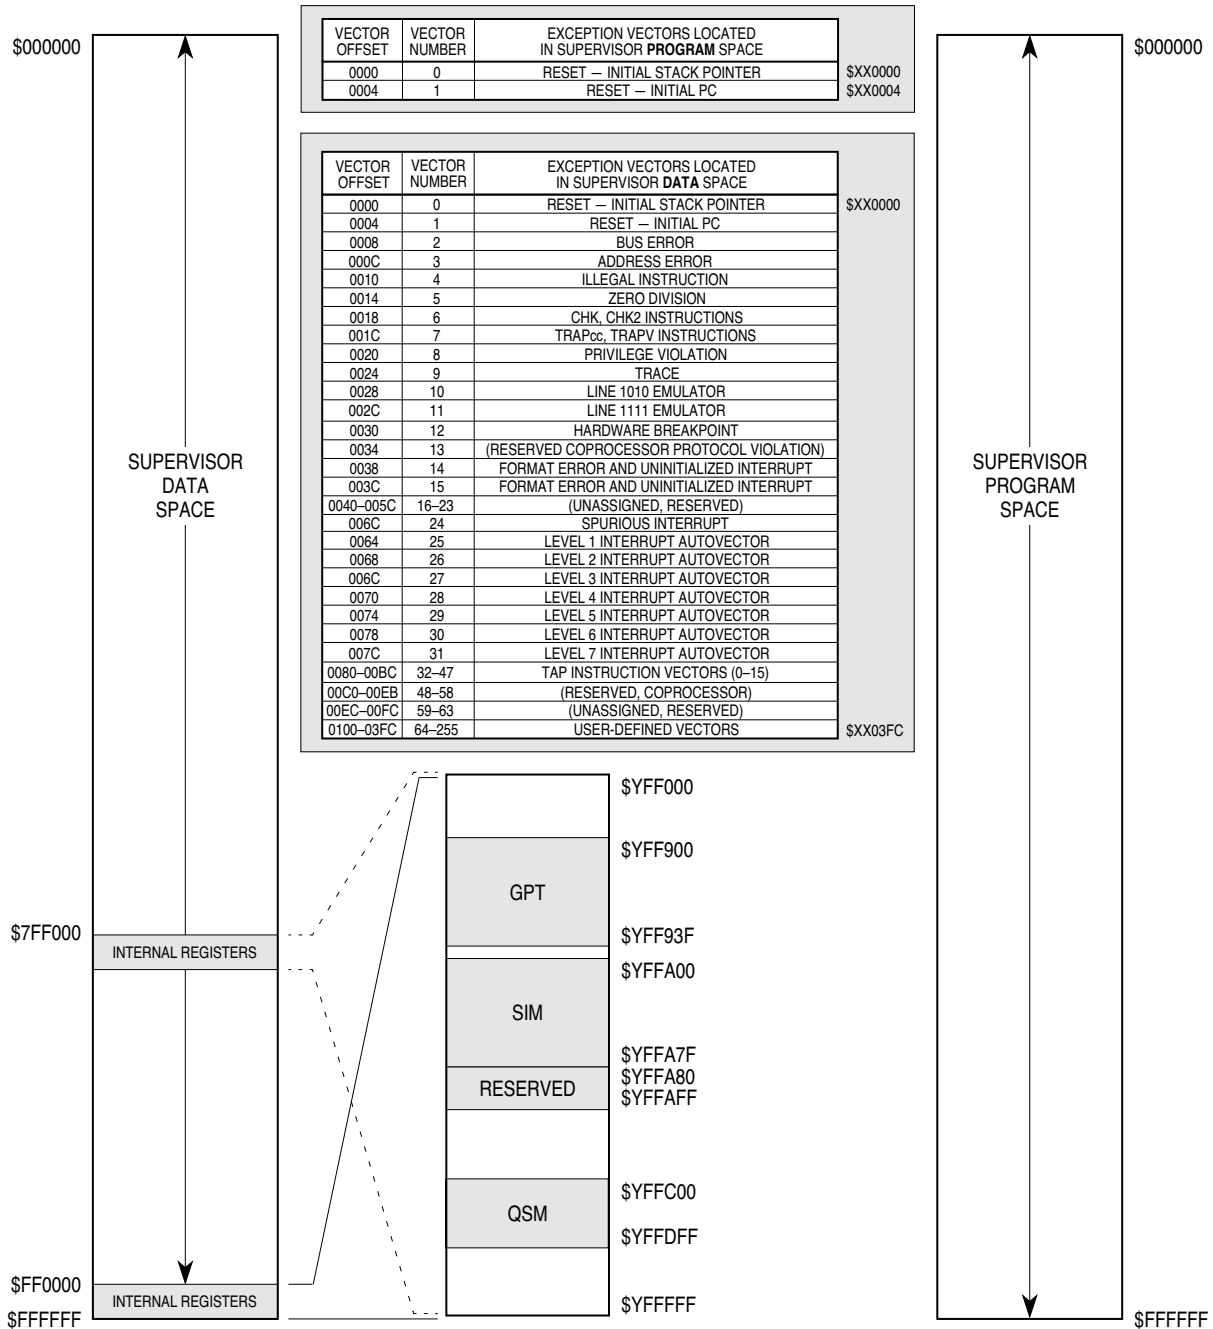 $000000
SUPERVISOR
DATA
SPACE
$7FF000
INTERNAL REGISTERS
$FF0000
INTERNAL REGISTERS
$FFFFFF
VECTOR OFFSET VECTOR NUMBER EXCEPTION VECTORS LOCATED IN SUPERVISOR PROGRAM SPACE
0000 0 RESET — INITIAL STACK POINTER $XX0000
0004 1 RESET — INITIAL PC $XX0004
VECTOR OFFSET VECTOR NUMBER EXCEPTION VECTORS LOCATED IN SUPERVISOR DATA SPACE
0000 0 RESET — INITIAL STACK POINTER $XX0000
0004 1 RESET — INITIAL PC
0008 2 BUS ERROR
000C 3 ADDRESS ERROR
0010 4 ILLEGAL INSTRUCTION
0014 5 ZERO DIVISION
0018 6 CHK, CHK2 INSTRUCTIONS
001C 7 TRAPcc, TRAPV INSTRUCTIONS
0020 8 PRIVILEGE VIOLATION
0024 9 TRACE
0028 10 LINE 1010 EMULATOR
002C 11 LINE 1111 EMULATOR
0030 12 HARDWARE BREAKPOINT
0034 13 (RESERVED COPROCESSOR PROTOCOL VIOLATION)
0038 14 FORMAT ERROR AND UNINITIALIZED INTERRUPT
003C 15 FORMAT ERROR AND UNINITIALIZED INTERRUPT
0040–005C 16–23 (UNASSIGNED, RESERVED)
006C 24 SPURIOUS INTERRUPT
0064 25 LEVEL 1 INTERRUPT AUTOVECTOR
0068 26 LEVEL 2 INTERRUPT AUTOVECTOR
006C 27 LEVEL 3 INTERRUPT AUTOVECTOR
0070 28 LEVEL 4 INTERRUPT AUTOVECTOR
0074 29 LEVEL 5 INTERRUPT AUTOVECTOR
0078 30 LEVEL 6 INTERRUPT AUTOVECTOR
007C 31 LEVEL 7 INTERRUPT AUTOVECTOR
0080–00BC 32–47 TAP INSTRUCTION VECTORS (0–15)
00C0–00EB 48–58 (RESERVED, COPROCESSOR)
00EC–00FC 59–63 (UNASSIGNED, RESERVED)
0100–03FC 64–255 USER-DEFINED VECTORS $XX03FC
$YFF000
$YFF900
GPT
$YFF93F
$YFFA00
SIM
$YFFA7F
$YFFA80
RESERVED
$YFFAFF
$YFFC00
QSM
$YFFDFF
$YFFFFF
$000000
SUPERVISOR
PROGRAM
SPACE
$FFFFFF